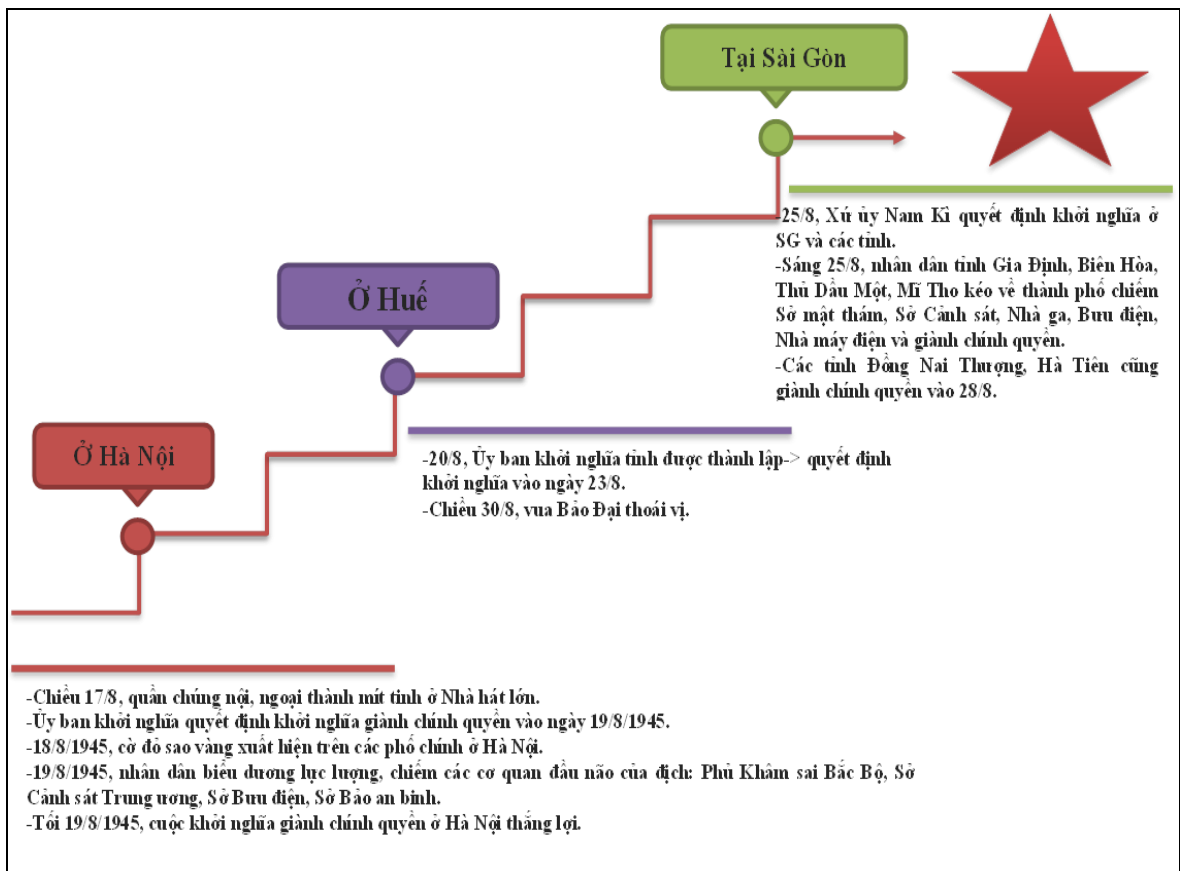 Tại Sài Gòn
-25/8, Xứ ủy Nam Kì quyết định khởi nghĩa ở
SG và các tỉnh.
-Sáng 25/8, nhân dân tỉnh Gia Định, Biên Hòa,
Thủ Dầu Một, Mĩ Tho kéo về thành phố chiếm
Sở mật thám, Sở Cảnh sát, Nhà ga, Bưu điện,
Nhà máy điện và giành chính quyền.
-Các tỉnh Đồng Nai Thượng, Hà Tiên cũng
giành chính quyền vào 28/8.
Ở Huế
-20/8, Ủy ban khởi nghĩa tỉnh được thành lập-> quyết định
khởi nghĩa vào ngày 23/8.
-Chiều 30/8, vua Bảo Đại thoái vị.
Ở Hà Nội
-Chiều 17/8, quần chúng nội, ngoại thành mít tinh ở Nhà hát lớn.
-Ủy ban khởi nghĩa quyết định khởi nghĩa giành chính quyền vào ngày 19/8/1945.
-18/8/1945, cờ đỏ sao vàng xuất hiện trên các phố chính ở Hà Nội.
-19/8/1945, nhân dân biểu dương lực lượng, chiếm các cơ quan đầu não của địch: Phủ Khâm sai Bắc Bộ, Sở
Cảnh sát Trung ương, Sở Bưu điện, Sở Bảo an binh.
-Tối 19/8/1945, cuộc khởi nghĩa giành chính quyền ở Hà Nội thắng lợi.